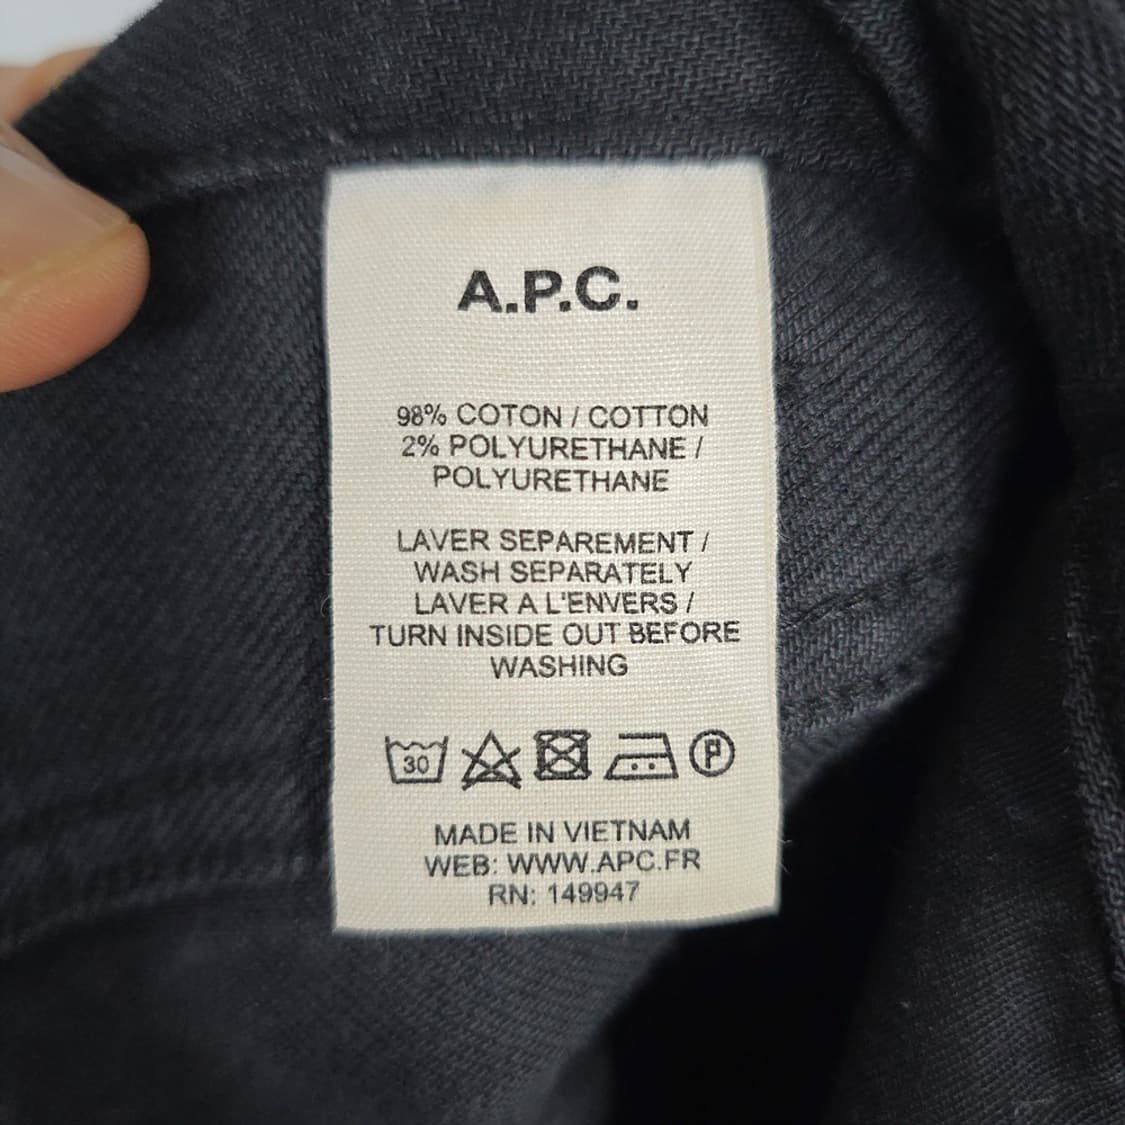 A.P.C.
98% COTON / COTTON
2% POLYURETHANE /
POLYURETHANE
LAVER SEPAREMENT /
WASH SEPARATELY
LAVER A L'ENVERS /
TURN INSIDE OUT BEFORE
WASHING
30 P
MADE IN VIETNAM
WEB: WWW.APC.FR
RN: 149947